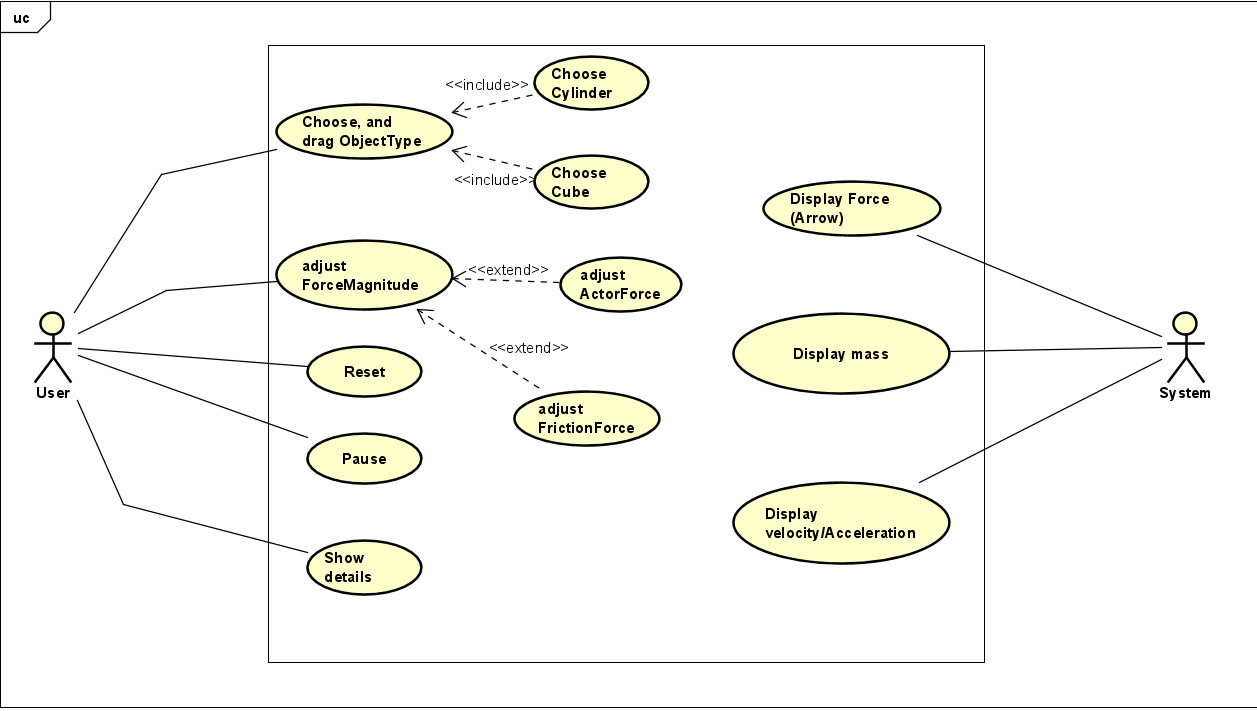 uc
Choose
Cylinder
<<include>>
Choose, and
drag ObjectType
Choose
Cube
<<include>>
Display Force
(Arrow)
adjust
ForceMagnitude
<<extend>>
adjust
ActorForce
<<extend>>
Display mass
Reset
User
System
adjust
FrictionForce
Pause
Display
velocity/Acceleration
Show
details